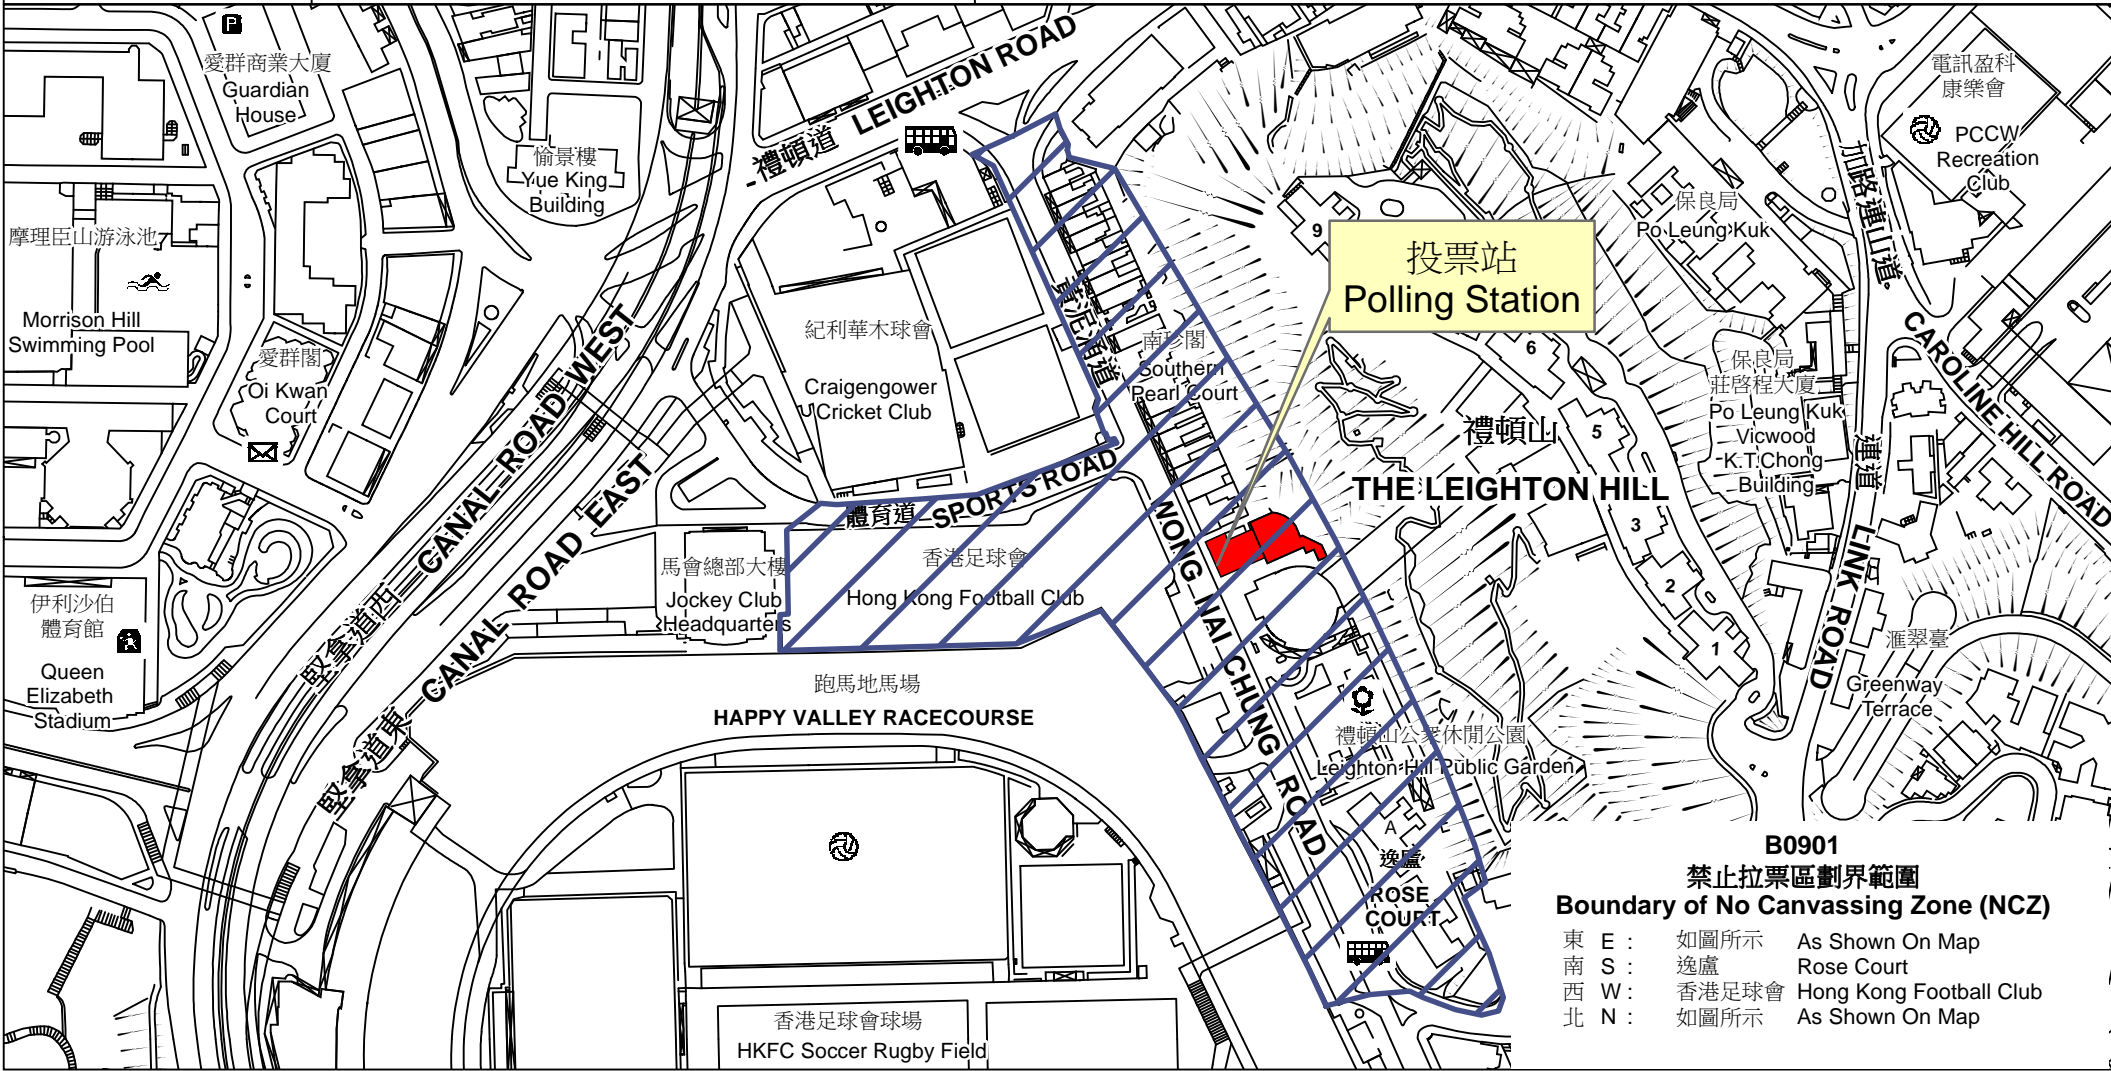 愛群商業大廈
Guardian
House
愉景樓
Yue King
Building
禮頓道 LEIGHTON ROAD
電訊盈科
康樂會
PCCW
Recreation
Club
加路連山道
CAROLINE HILL ROAD
保良局
Po Leung Kuk
摩理臣山游泳池
Morrison Hill
Swimming Pool
愛群閣
Oi Kwan
Court
紀利華木球會
Craigengower
Cricket Club
黃泥涌道
南珍閣
Southern
Pearl Court
9
投票站
Polling Station
6
5
3
2
1
禮頓山
THE LEIGHTON HILL
保良局
莊啓程大廈
Po Leung Kuk
Vicwood
K.T.Chong
Building
連道
LINK ROAD
堅拿道西 CANAL ROAD WEST
堅拿道東 CANAL ROAD EAST
體育道 SPORTS ROAD
WONG NAI CHUNG ROAD
馬會總部大樓
Jockey Club
Headquarters
香港足球會
Hong Kong Football Club
伊利沙伯
體育館
Queen
Elizabeth
Stadium
跑馬地馬場
HAPPY VALLEY RACECOURSE
禮頓山公眾休閒公園
Leighton Hill Public Garden
滙翠臺
Greenway
Terrace
A
逸廬
ROSE
COURT
香港足球會球場
HKFC Soccer Rugby Field
B0901
禁止拉票區劃界範圍
Boundary of No Canvassing Zone (NCZ)
東 E : 如圖所示 As Shown On Map
南 S : 逸廬 Rose Court
西 W : 香港足球會 Hong Kong Football Club
北 N : 如圖所示 As Shown On Map